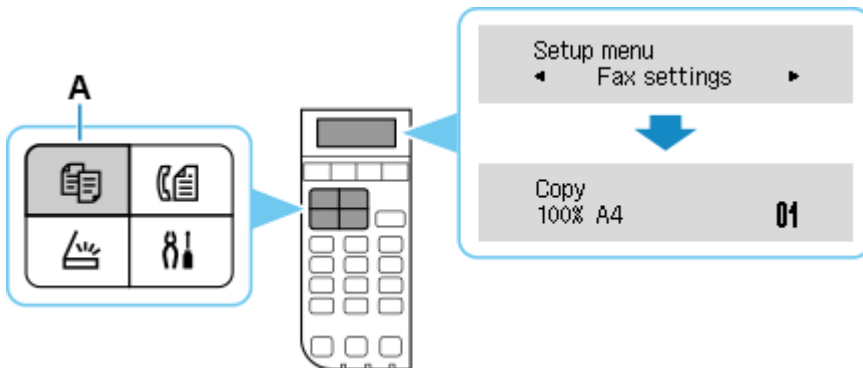 A
Setup menu
◄ Fax settings ►
Copy
100% A4 01